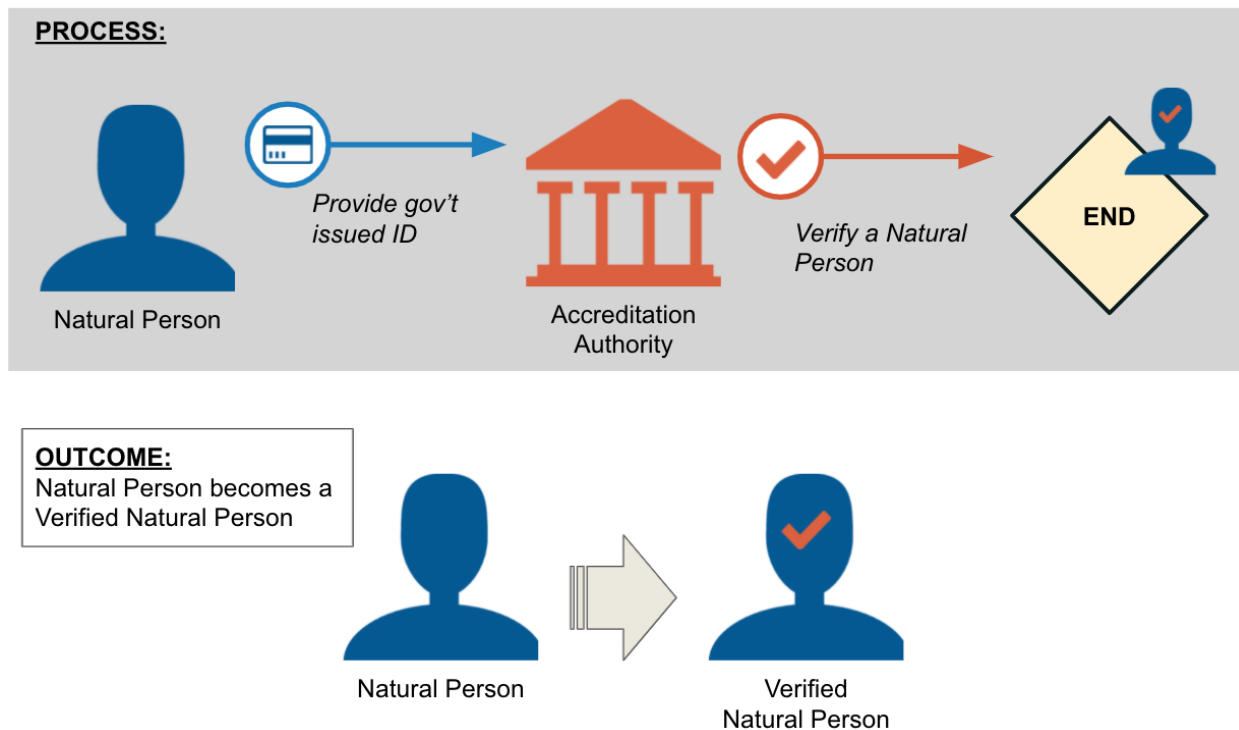 PROCESS:
Provide gov't
issued ID
Verify a Natural
Person
END
Natural Person
Accreditation
Authority
OUTCOME:
Natural Person becomes a
Verified Natural Person
Natural Person
Verified
Natural Person